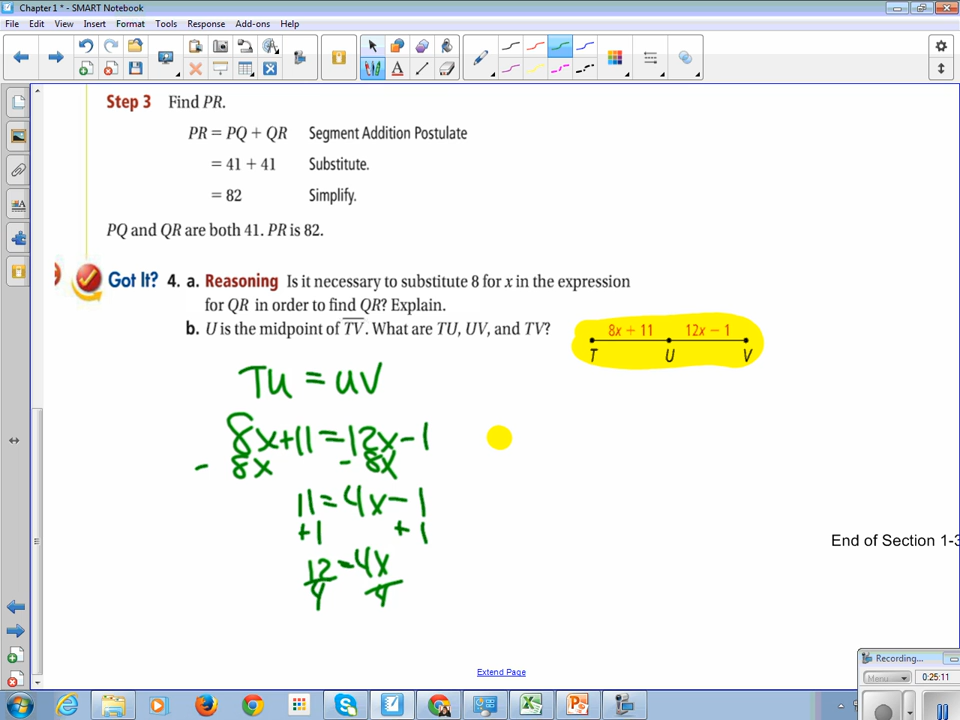 Chapter1 * - SMART Notebook
File Edit View Insert Format Tools Response Add-ons Help
Step 3 Find PR.
PR = PQ + QR Segment Addition Postulate
= 41 + 41 Substitute.
= 82 Simplify.
PQ and QR are both 41. PR is 82.
Got It? 4. a. Reasoning Is it necessary to substitute 8 for x in the expression
for QR in order to find QR? Explain.
b. U is the midpoint of TV. What are TU, UV, and TV?
8x + 11 12x − 1
T U V
TU = UV
8x+11=12x-1
- 8x - 8x
11=4x-1
+1 +1
12=4x
4 4
End of Section 1-3
Extend Page
Recording...
Menu
0:25:11